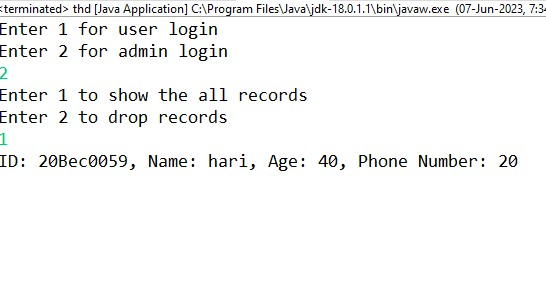 <terminated> thd [Java Application] C:\Program Files\Java\jdk-18.0.1.1\bin\javaw.exe (07-Jun-2023, 7:34
Enter 1 for user login
Enter 2 for admin login
2
Enter 1 to show the all records
Enter 2 to drop records
1
ID: 20Bec0059, Name: hari, Age: 40, Phone Number: 20